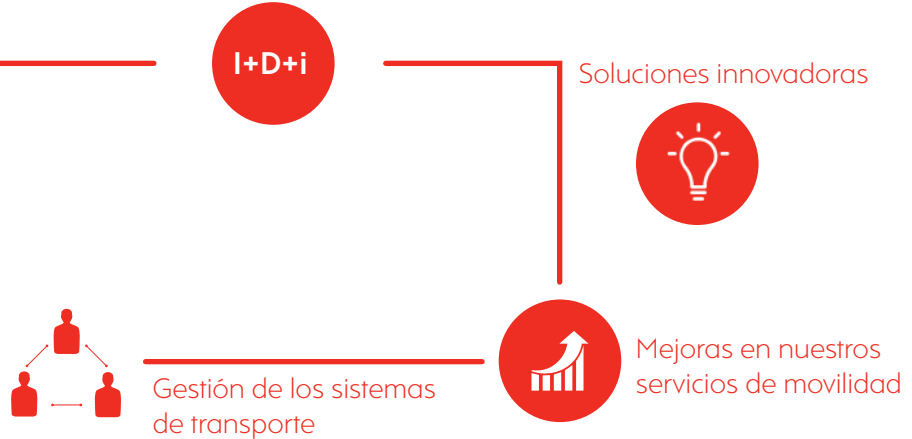 I+D+i
Soluciones innovadoras
Mejoras en nuestros
servicios de movilidad
Gestión de los sistemas
de transporte